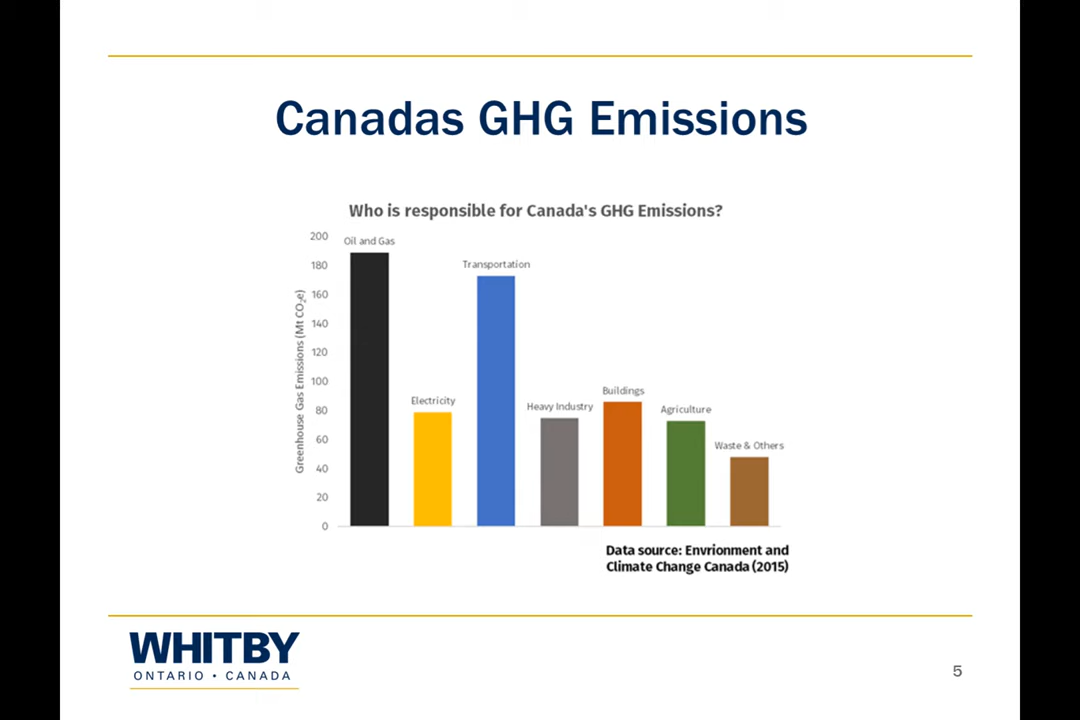 Canadas GHG Emissions
Who is responsible for Canada's GHG Emissions?
Greenhouse Gas Emissions (Mt CO₂e)
200
180
160
140
120
100
80
60
40
20
0
Oil and Gas
Electricity
Transportation
Heavy Industry
Buildings
Agriculture
Waste & Others
Data source: Envrionment and
Climate Change Canada (2015)
WHITBY
ONTARIO • CANADA
5